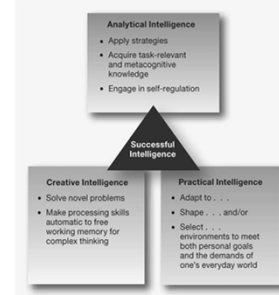 Analytical Intelligence
• Apply strategies
• Acquire task-relevant
and metacognitive
knowledge
• Engage in self-regulation
Successful
Intelligence
Creative Intelligence
• Solve novel problems
• Make processing skills
automatic to free
working memory for
complex thinking
Practical Intelligence
• Adapt to . . .
• Shape . . . and/or
• Select . . .
environments to meet
both personal goals
and the demands of
one's everyday world